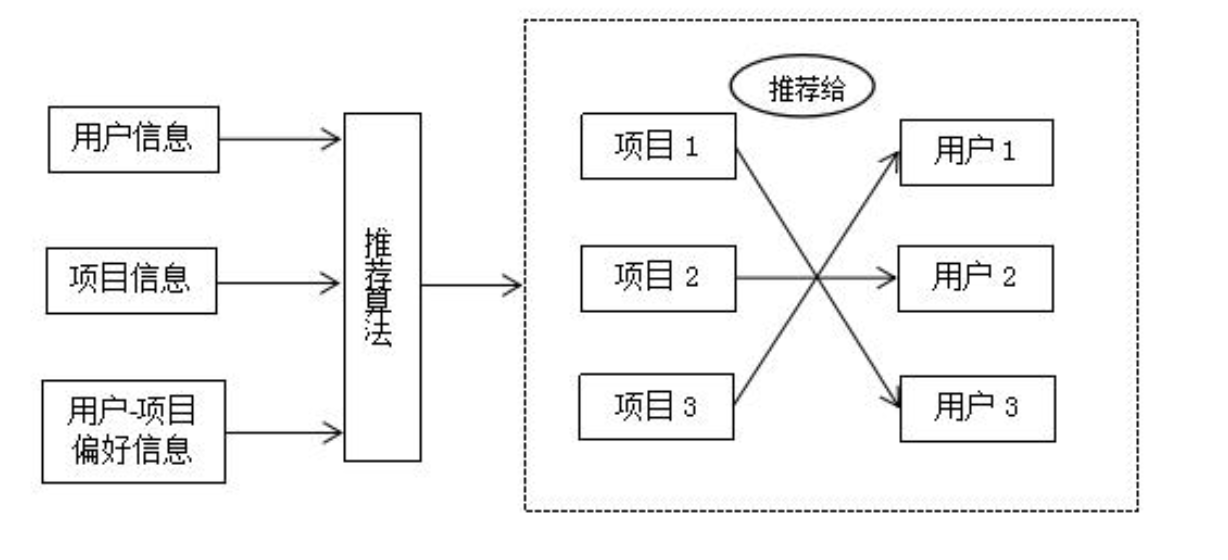 推荐给
用户信息
项目 1
用户 1
推荐算法
项目信息
项目 2
用户 2
用户-项目
偏好信息
项目 3
用户 3